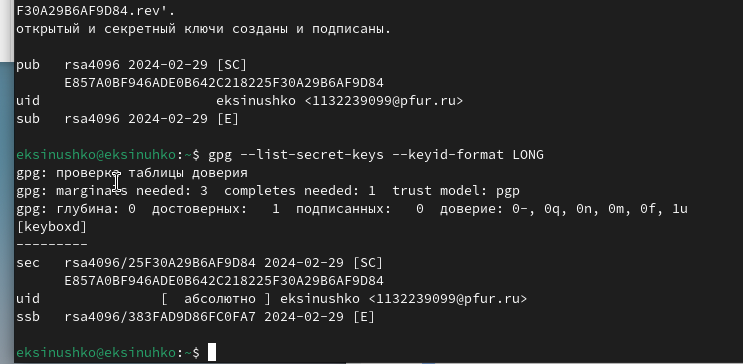 F30A29B6AF9D84.rev'.
открытый и секретный ключи созданы и подписаны.
pub   rsa4096 2024-02-29 [SC]
      E857A0BF946ADE0B642C218225F30A29B6AF9D84
uid                      eksinushko <1132239099@pfur.ru>
sub   rsa4096 2024-02-29 [E]
eksinushko@eksinuhko:~$ gpg --list-secret-keys --keyid-format LONG
gpg: проверка таблицы доверия
gpg: marginals needed: 3  completes needed: 1  trust model: pgp
gpg: глубина: 0  достоверных:   1  подписанных:   0  доверие: 0-, 0q, 0n, 0m, 0f, 1u
[keyboxd]
---------
sec   rsa4096/25F30A29B6AF9D84 2024-02-29 [SC]
      E857A0BF946ADE0B642C218225F30A29B6AF9D84
uid               [  абсолютно ] eksinushko <1132239099@pfur.ru>
ssb   rsa4096/383FAD9D86FC0FA7 2024-02-29 [E]
eksinushko@eksinuhko:~$